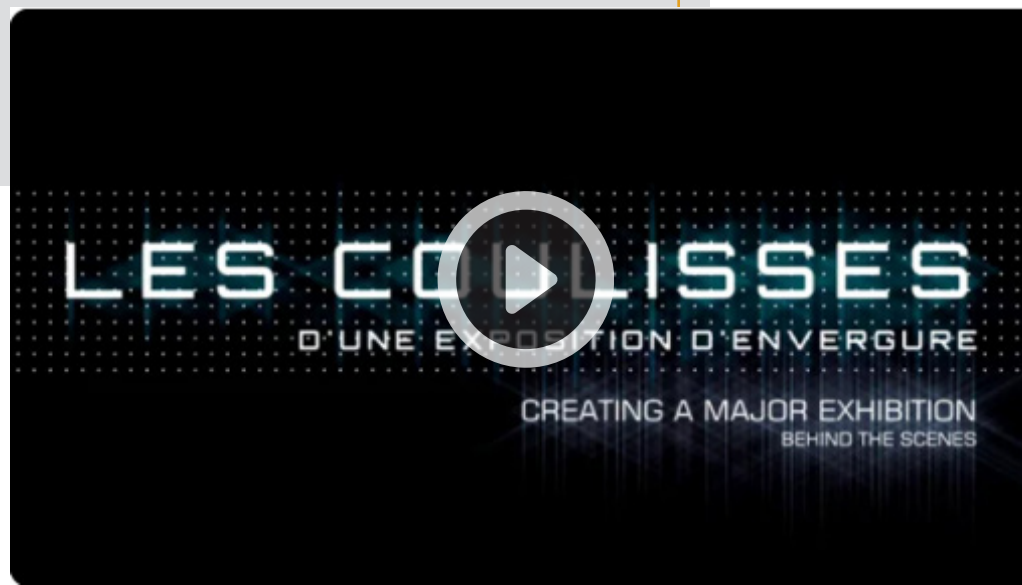 LES COULISSES
D'UNE EXPOSITION D'ENVERGURE
CREATING A MAJOR EXHIBITION
BEHIND THE SCENES